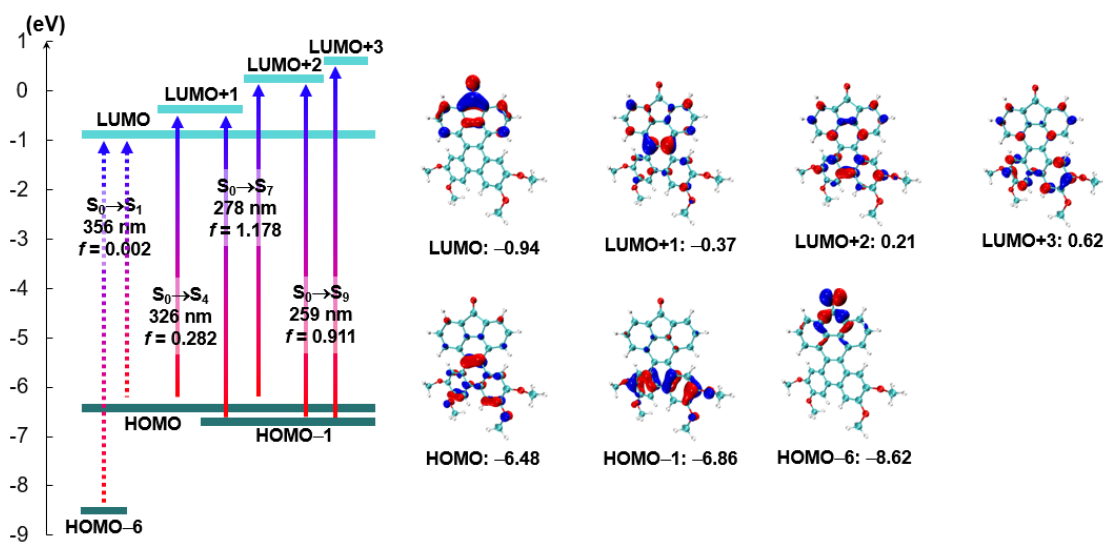 (eV)
1
0
-1
-2
-3
-4
-5
-6
-7
-8
-9
LUMO
LUMO+1
LUMO+2
LUMO+3
S₀→S₁
356 nm
f = 0.002
S₀→S₇
278 nm
f = 1.178
S₀→S₄
326 nm
f = 0.282
S₀→S₉
259 nm
f = 0.911
HOMO
HOMO–1
HOMO–6
LUMO: –0.94
LUMO+1: –0.37
LUMO+2: 0.21
LUMO+3: 0.62
HOMO: –6.48
HOMO–1: –6.86
HOMO–6: –8.62